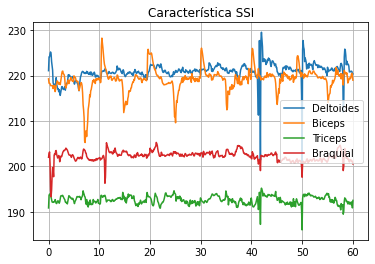 Característica SSI
230
220
210
200
190
Deltoides
Biceps
Triceps
Braquial
0 10 20 30 40 50 60